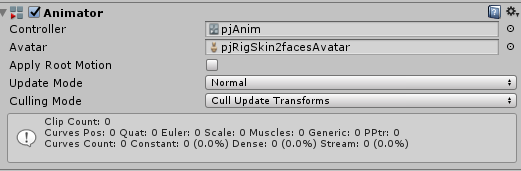 Animator
Controller pjAnim
Avatar pjRigSkin2facesAvatar
Apply Root Motion
Update Mode Normal
Culling Mode Cull Update Transforms
Clip Count: 0
Curves Pos: 0 Quat: 0 Euler: 0 Scale: 0 Muscles: 0 Generic: 0 PPtr: 0
Curves Count: 0 Constant: 0 (0.0%) Dense: 0 (0.0%) Stream: 0 (0.0%)